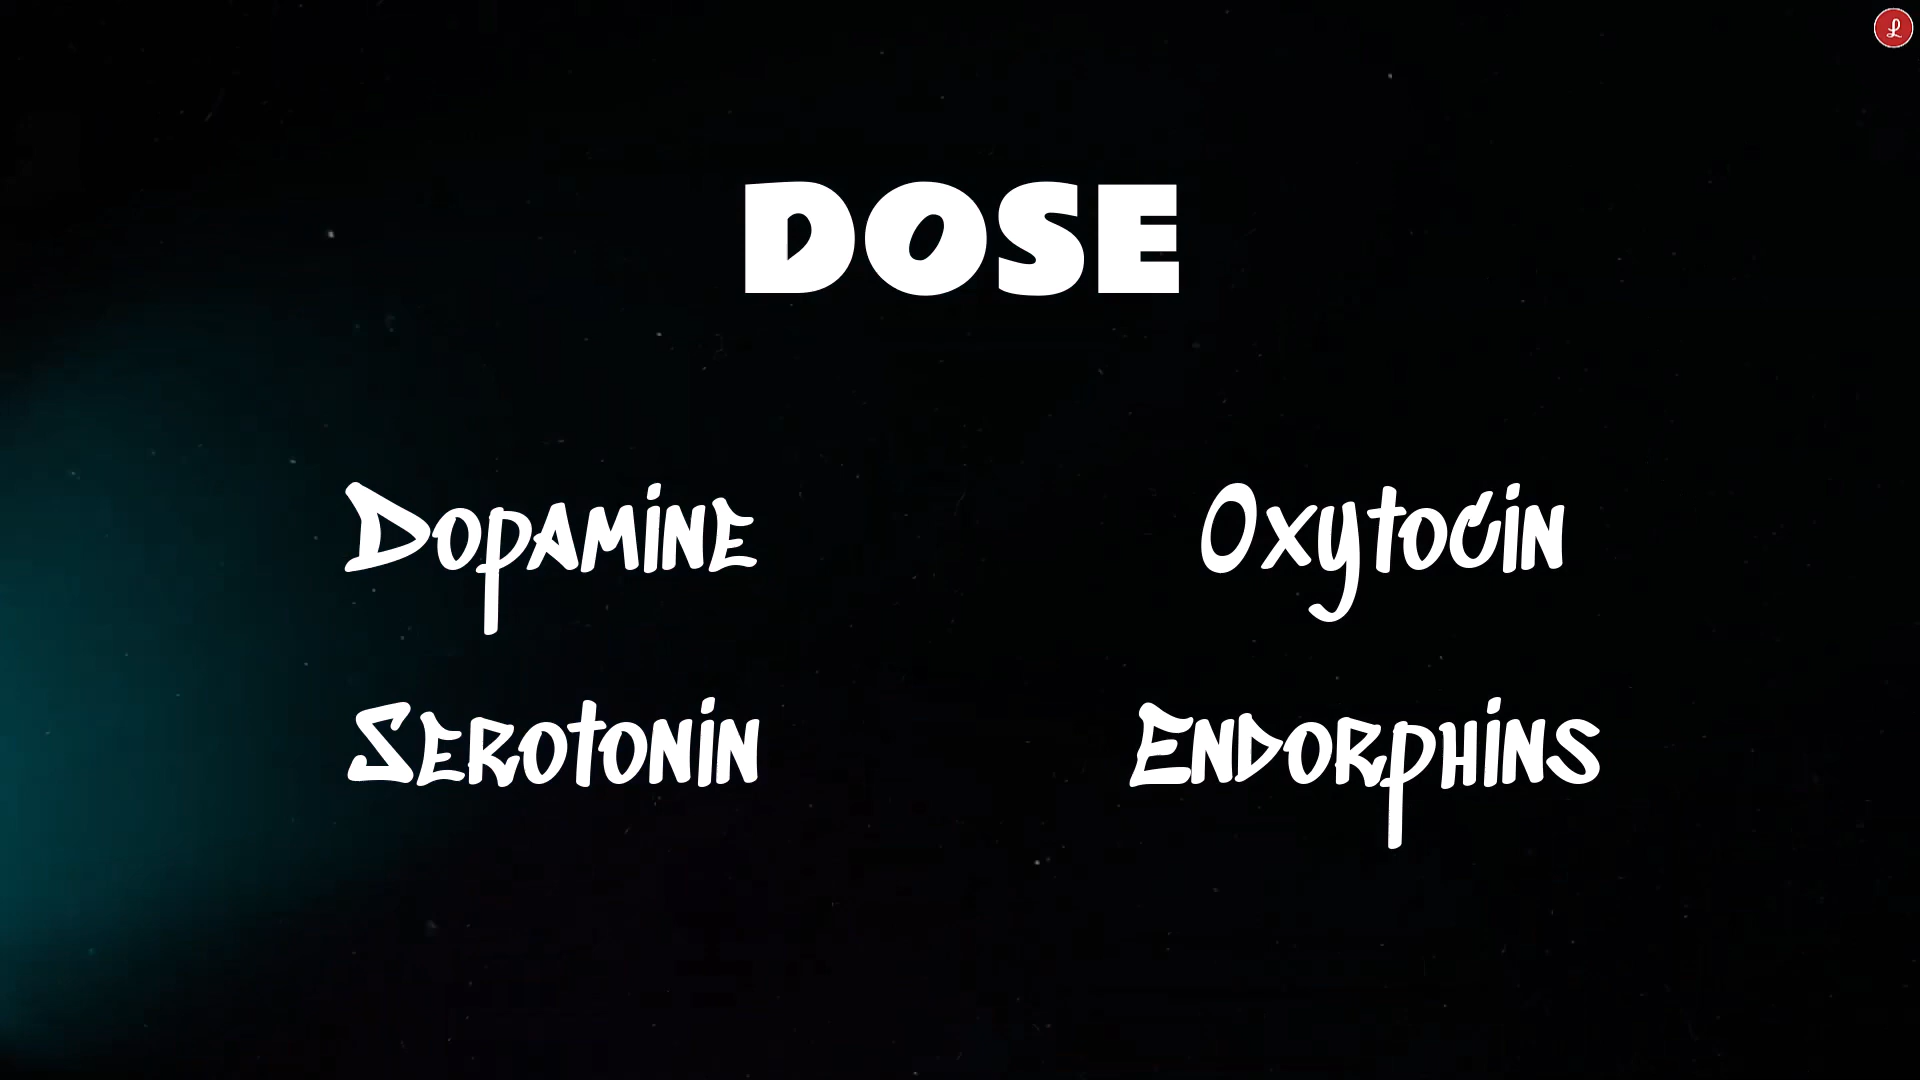 DOSE
Dopamine
Oxytocin
Serotonin
Endorphins